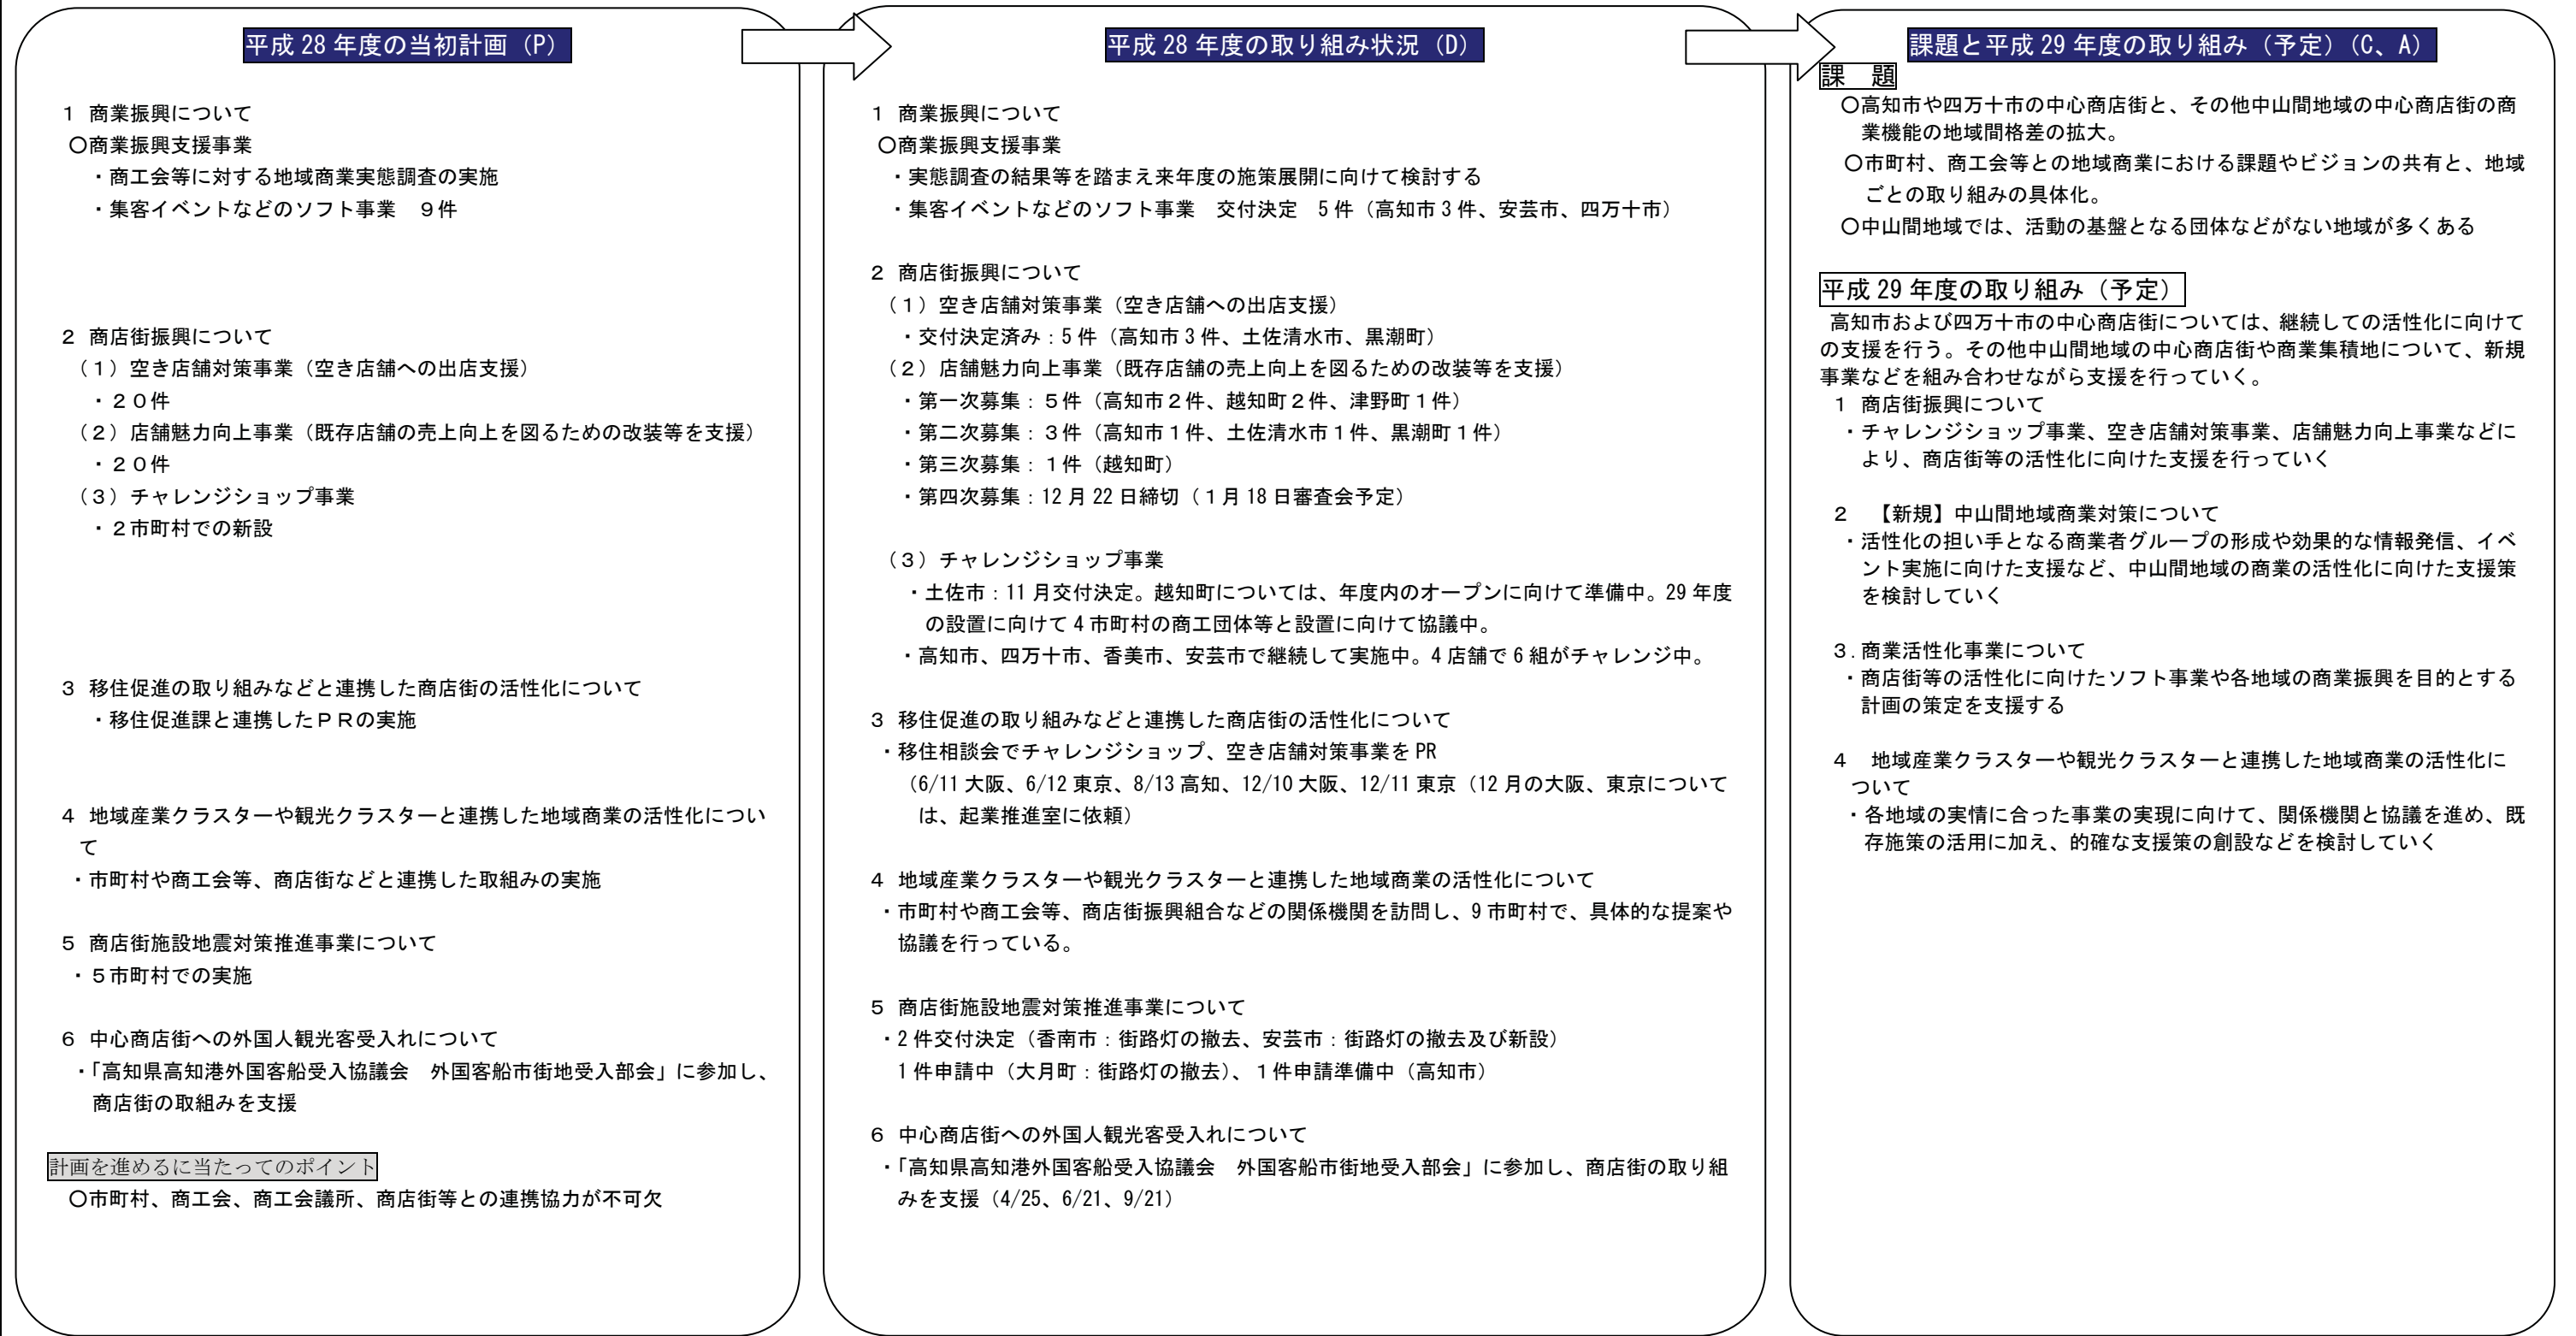 平成 28 年度の当初計画（P）
1 商業振興について
〇商業振興支援事業
・商工会等に対する地域商業実態調査の実施
・集客イベントなどのソフト事業　９件
2 商店街振興について
（１）空き店舗対策事業（空き店舗への出店支援）
・２０件
（２）店舗魅力向上事業（既存店舗の売上向上を図るための改装等を支援）
・２０件
（３）チャレンジショップ事業
・２市町村での新設
3 移住促進の取り組みなどと連携した商店街の活性化について
・移住促進課と連携したＰＲの実施
4 地域産業クラスターや観光クラスターと連携した地域商業の活性化につい
て
・市町村や商工会等、商店街などと連携した取組みの実施
5 商店街施設地震対策推進事業について
・５市町村での実施
6 中心商店街への外国人観光客受入れについて
・「高知県高知港外国客船受入協議会　外国客船市街地受入部会」に参加し、
商店街の取組みを支援
計画を進めるに当たってのポイント
〇市町村、商工会、商工会議所、商店街等との連携協力が不可欠
平成 28 年度の取り組み状況（D）
1 商業振興について
〇商業振興支援事業
・実態調査の結果等を踏まえ来年度の施策展開に向けて検討する
・集客イベントなどのソフト事業　交付決定　5 件（高知市 3 件、安芸市、四万十市）
2 商店街振興について
（１）空き店舗対策事業（空き店舗への出店支援）
・交付決定済み：5 件（高知市 3 件、土佐清水市、黒潮町）
（２）店舗魅力向上事業（既存店舗の売上向上を図るための改装等を支援）
・第一次募集：５件（高知市２件、越知町２件、津野町１件）
・第二次募集：３件（高知市１件、土佐清水市１件、黒潮町１件）
・第三次募集：１件（越知町）
・第四次募集：12 月 22 日締切（１月 18 日審査会予定）
（３）チャレンジショップ事業
・土佐市：11 月交付決定。越知町については、年度内のオープンに向けて準備中。29 年度
の設置に向けて 4 市町村の商工団体等と設置に向けて協議中。
・高知市、四万十市、香美市、安芸市で継続して実施中。4 店舗で 6 組がチャレンジ中。
3 移住促進の取り組みなどと連携した商店街の活性化について
・移住相談会でチャレンジショップ、空き店舗対策事業を PR
（6/11 大阪、6/12 東京、8/13 高知、12/10 大阪、12/11 東京（12 月の大阪、東京について
は、起業推進室に依頼）
4 地域産業クラスターや観光クラスターと連携した地域商業の活性化について
・市町村や商工会等、商店街振興組合などの関係機関を訪問し、9 市町村で、具体的な提案や
協議を行っている。
5 商店街施設地震対策推進事業について
・2 件交付決定（香南市：街路灯の撤去、安芸市：街路灯の撤去及び新設）
1 件申請中（大月町：街路灯の撤去）、１件申請準備中（高知市）
6 中心商店街への外国人観光客受入れについて
・「高知県高知港外国客船受入協議会　外国客船市街地受入部会」に参加し、商店街の取り組
みを支援（4/25、6/21、9/21）
課題と平成 29 年度の取り組み（予定）（C、A）
課　題
〇高知市や四万十市の中心商店街と、その他中山間地域の中心商店街の商
業機能の地域間格差の拡大。
〇市町村、商工会等との地域商業における課題やビジョンの共有と、地域
ごとの取り組みの具体化。
〇中山間地域では、活動の基盤となる団体などがない地域が多くある
平成 29 年度の取り組み（予定）
高知市および四万十市の中心商店街については、継続しての活性化に向けて
の支援を行う。その他中山間地域の中心商店街や商業集積地について、新規
事業などを組み合わせながら支援を行っていく。
1 商店街振興について
・チャレンジショップ事業、空き店舗対策事業、店舗魅力向上事業などに
より、商店街等の活性化に向けた支援を行っていく
2　【新規】中山間地域商業対策について
・活性化の担い手となる商業者グループの形成や効果的な情報発信、イベ
ント実施に向けた支援など、中山間地域の商業の活性化に向けた支援策
を検討していく
3.商業活性化事業について
・商店街等の活性化に向けたソフト事業や各地域の商業振興を目的とする
計画の策定を支援する
4　地域産業クラスターや観光クラスターと連携した地域商業の活性化に
ついて
・各地域の実情に合った事業の実現に向けて、関係機関と協議を進め、既
存施策の活用に加え、的確な支援策の創設などを検討していく